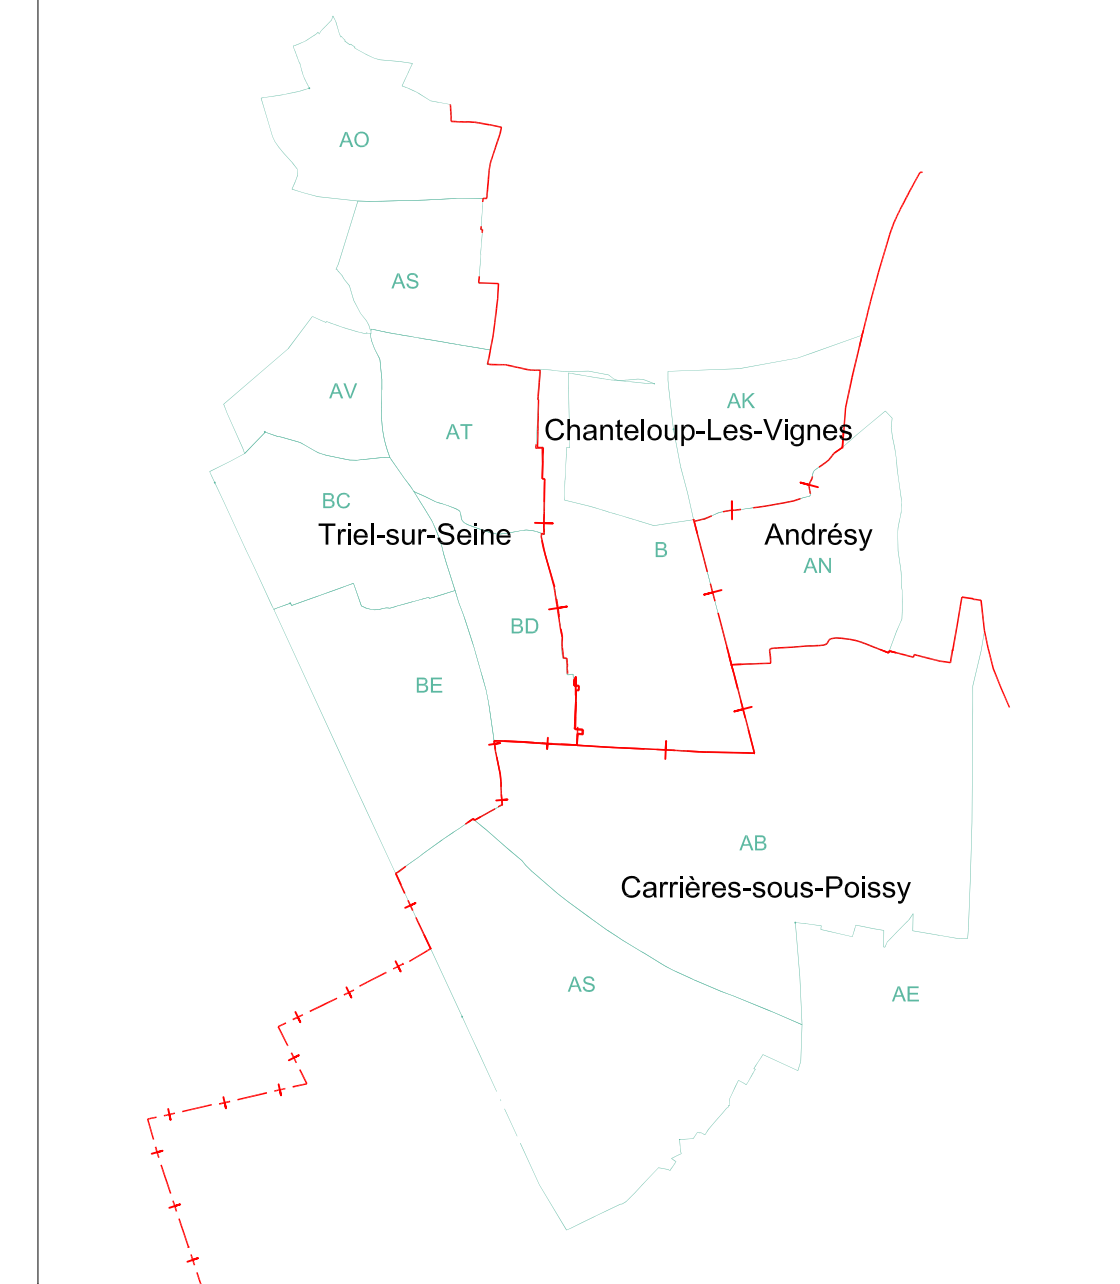 AO
AS
AV
AK
AT
Chanteloup-Les-Vignes
BC
Triel-sur-Seine
Andrésy
B
AN
BD
BE
AB
Carrières-sous-Poissy
AS
AE